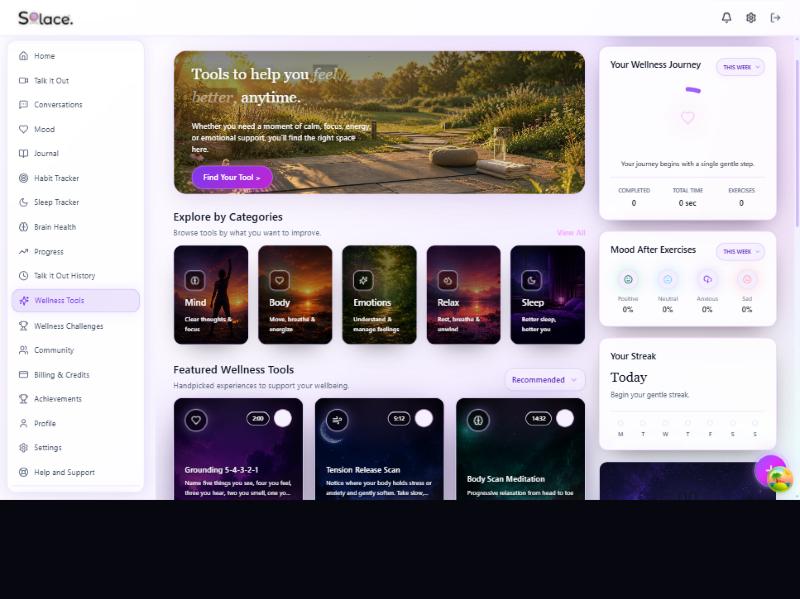 Solace.
Home
Talk It Out
Conversations
Mood
Journal
Habit Tracker
Sleep Tracker
Brain Health
Progress
Talk It Out History
Wellness Tools
Wellness Challenges
Community
Billing & Credits
Achievements
Profile
Settings
Help and Support
Tools to help you feel
better, anytime.
Whether you need a moment of calm, focus, energy,
or emotional support, you'll find the right space
here.
Find Your Tool >
Explore by Categories
Browse tools by what you want to improve.
View All
Mind
Clear thoughts &
focus
Body
Move, breathe &
energize
Emotions
Understand &
manage feelings
Relax
Rest, breathe &
unwind
Sleep
Better sleep,
better you
Featured Wellness Tools
Handpicked experiences to support your wellbeing.
Recommended
2:00
Grounding 5-4-3-2-1
Name five things you see, four you feel,
three you hear, two you smell, one yo...
5:12
Tension Release Scan
Notice where your body holds stress or
anxiety and gently soften. Take slow,...
14:32
Body Scan Meditation
Progressive relaxation from head to toe
Your Wellness Journey
THIS WEEK
Your journey begins with a single gentle step.
COMPLETED
0
TOTAL TIME
0 sec
EXERCISES
0
Mood After Exercises
THIS WEEK
Positive
0%
Neutral
0%
Anxious
0%
Sad
0%
Your Streak
Today
Begin your gentle streak.
M T W T F S S